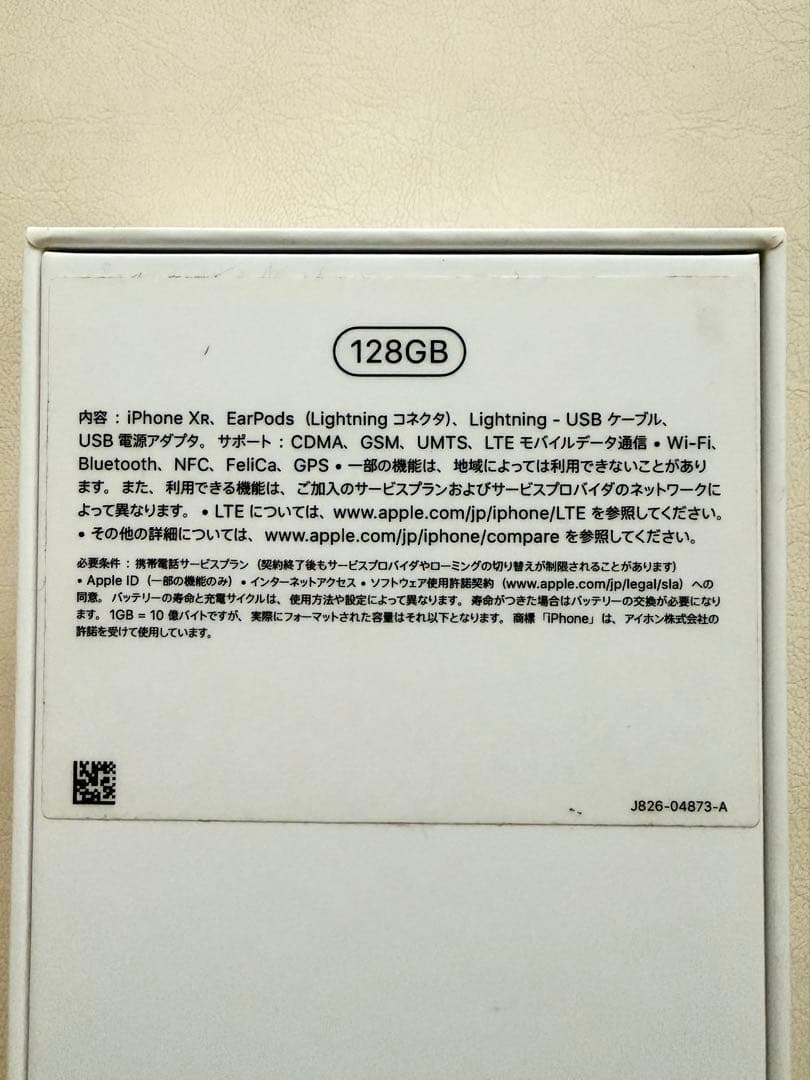 128GB
内容：iPhone XR、EarPods（Lightning コネクタ）、Lightning - USB ケーブル、
USB 電源アダプタ。サポート：CDMA、GSM、UMTS、LTE モバイルデータ通信 • Wi-Fi、
Bluetooth、NFC、FeliCa、GPS • 一部の機能は、地域によっては利用できないことがあり
ます。また、利用できる機能は、ご加入のサービスプランおよびサービスプロバイダのネットワークに
よって異なります。• LTE については、www.apple.com/jp/iphone/LTE を参照してください。
• その他の詳細については、www.apple.com/jp/iphone/compare を参照してください。
必要条件：携帯電話サービスプラン（契約終了後もサービスプロバイダやローミングの切り替えが制限されることがあります）
• Apple ID（一部の機能のみ）• インターネットアクセス • ソフトウェア使用許諾契約（www.apple.com/jp/legal/sla）への
同意。バッテリーの寿命と充電サイクルは、使用方法や設定によって異なります。寿命がつきた場合はバッテリーの交換が必要になり
ます。1GB = 10 億バイトですが、実際にフォーマットされた容量はそれ以下となります。商標「iPhone」は、アイホン株式会社の
許諾を受けて使用しています。
J826-04873-A